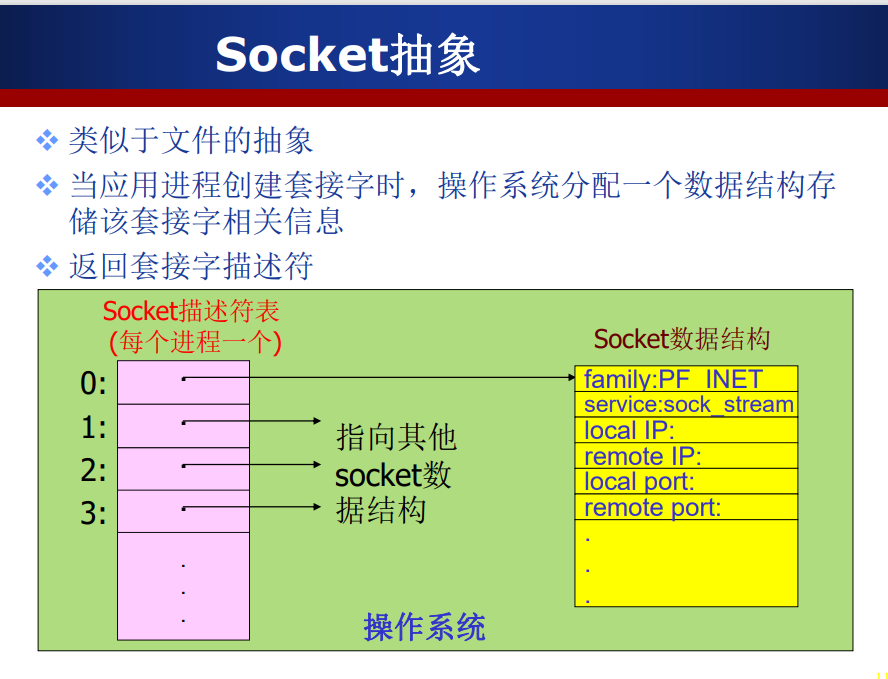 Socket抽象
类似于文件的抽象
当应用进程创建套接字时，操作系统分配一个数据结构存
储该套接字相关信息
返回套接字描述符
Socket描述符表
(每个进程一个)
0:
1:
2:
3:
.
.
.
指向其他
socket数
据结构
Socket数据结构
family:PF_INET
service:sock_stream
local IP:
remote IP:
local port:
remote port:
.
.
.
操作系统